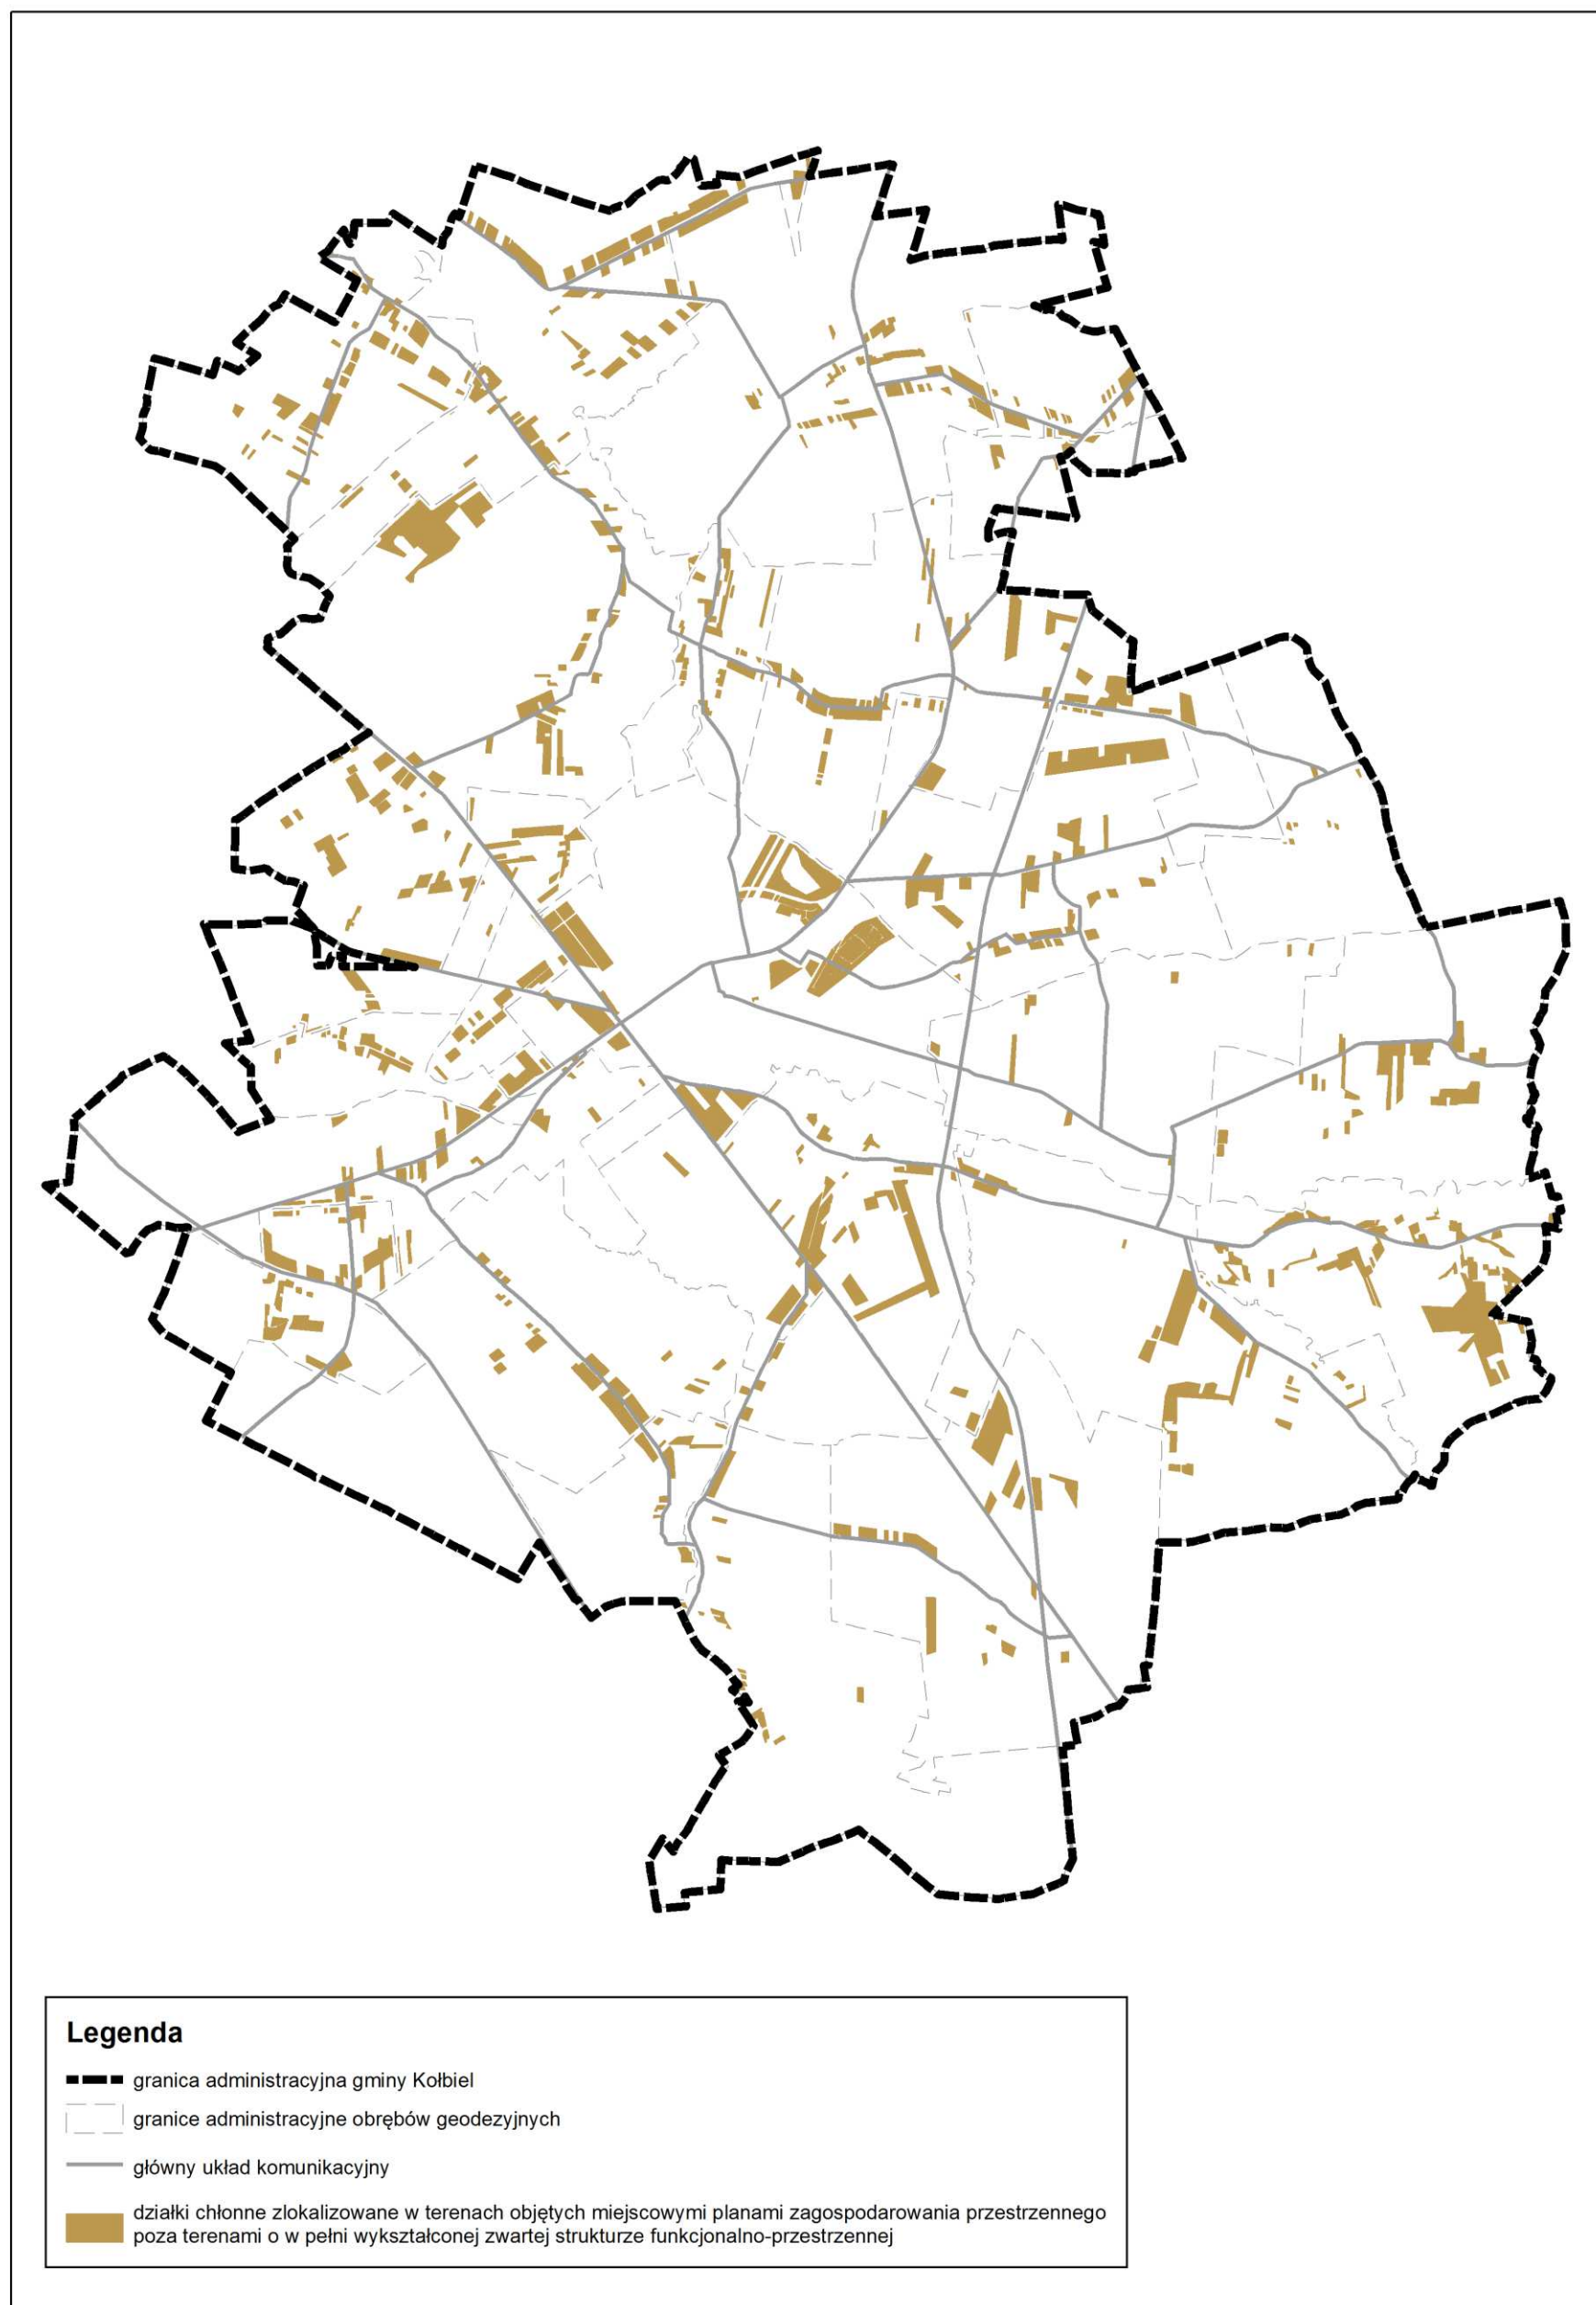 Legenda
granica administracyjna gminy Kołbiel
granice administracyjne obrębów geodezyjnych
główny układ komunikacyjny
działki chłonne zlokalizowane w terenach objętych miejscowymi planami zagospodarowania przestrzennego
poza terenami o w pełni wykształconej zwartej strukturze funkcjonalno-przestrzennej